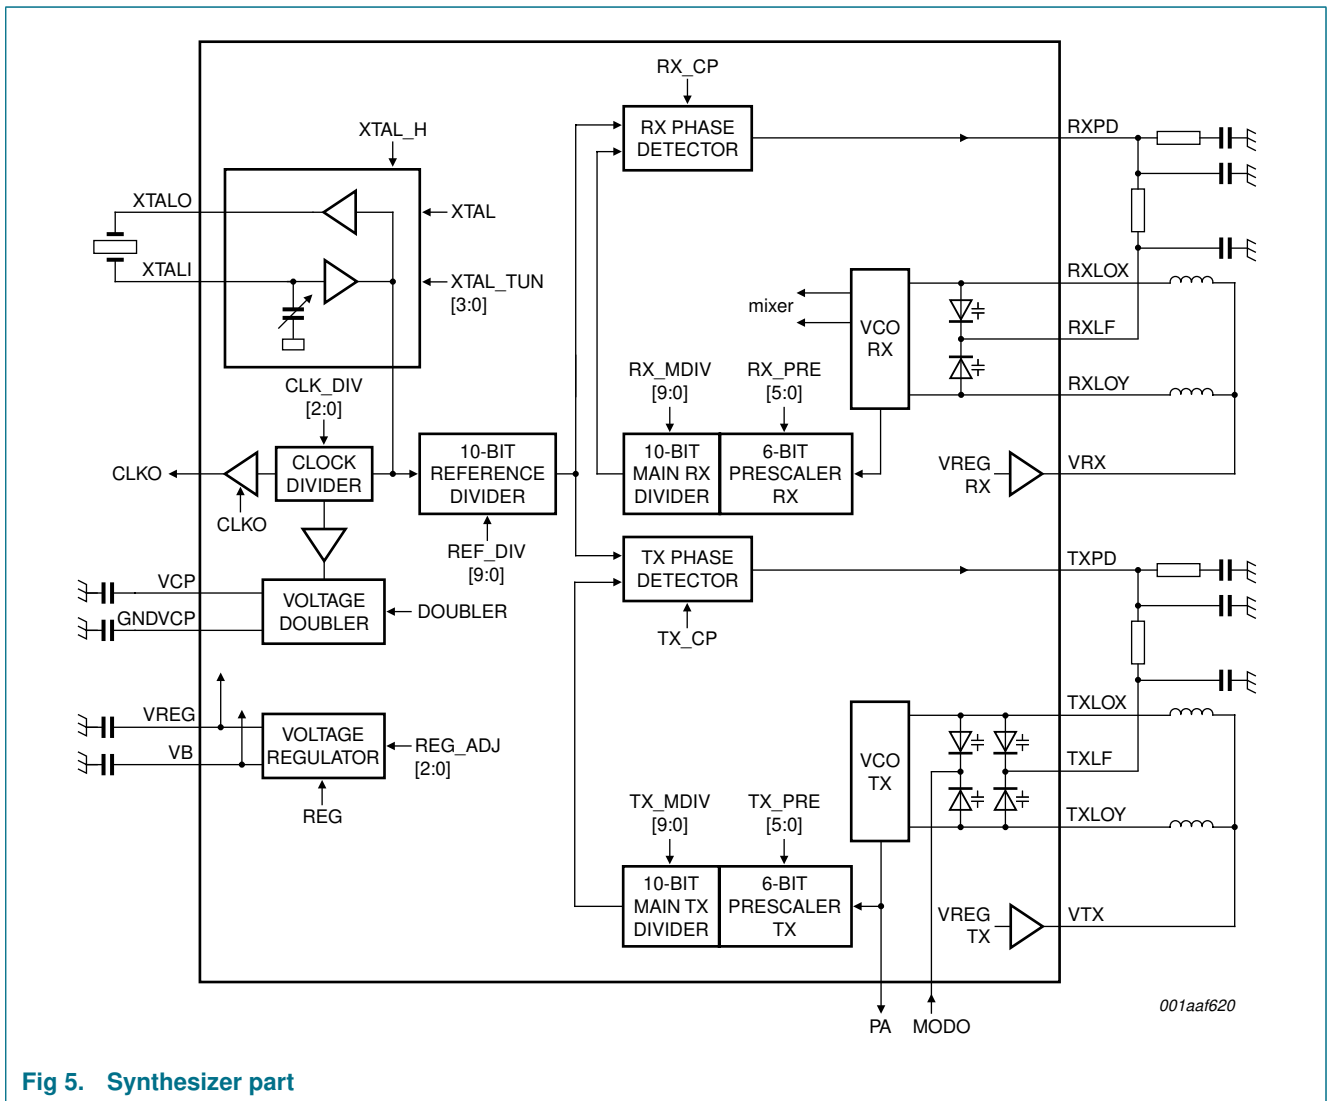 RX_CP
RX PHASE
DETECTOR
RXPD
XTAL_H
XTALO
XTAL
XTALI
XTAL_TUN
[3:0]
RXLOX
mixer
VCO
RX
RXLF
RXLOY
CLK_DIV
[2:0]
RX_MDIV
[9:0]
RX_PRE
[5:0]
CLKO
CLOCK
DIVIDER
10-BIT
REFERENCE
DIVIDER
10-BIT
MAIN RX
DIVIDER
6-BIT
PRESCALER
RX
VREG
RX
VRX
CLKO
REF_DIV
[9:0]
TX PHASE
DETECTOR
TXPD
VCP
GNDVCP
VOLTAGE
DOUBLER
DOUBLER
TX_CP
VREG
VB
VOLTAGE
REGULATOR
REG_ADJ
[2:0]
REG
TXLOX
VCO
TX
TXLF
TXLOY
TX_MDIV
[9:0]
TX_PRE
[5:0]
10-BIT
MAIN TX
DIVIDER
6-BIT
PRESCALER
TX
VREG
TX
VTX
PA
MODO
001aaf620
Fig 5. Synthesizer part